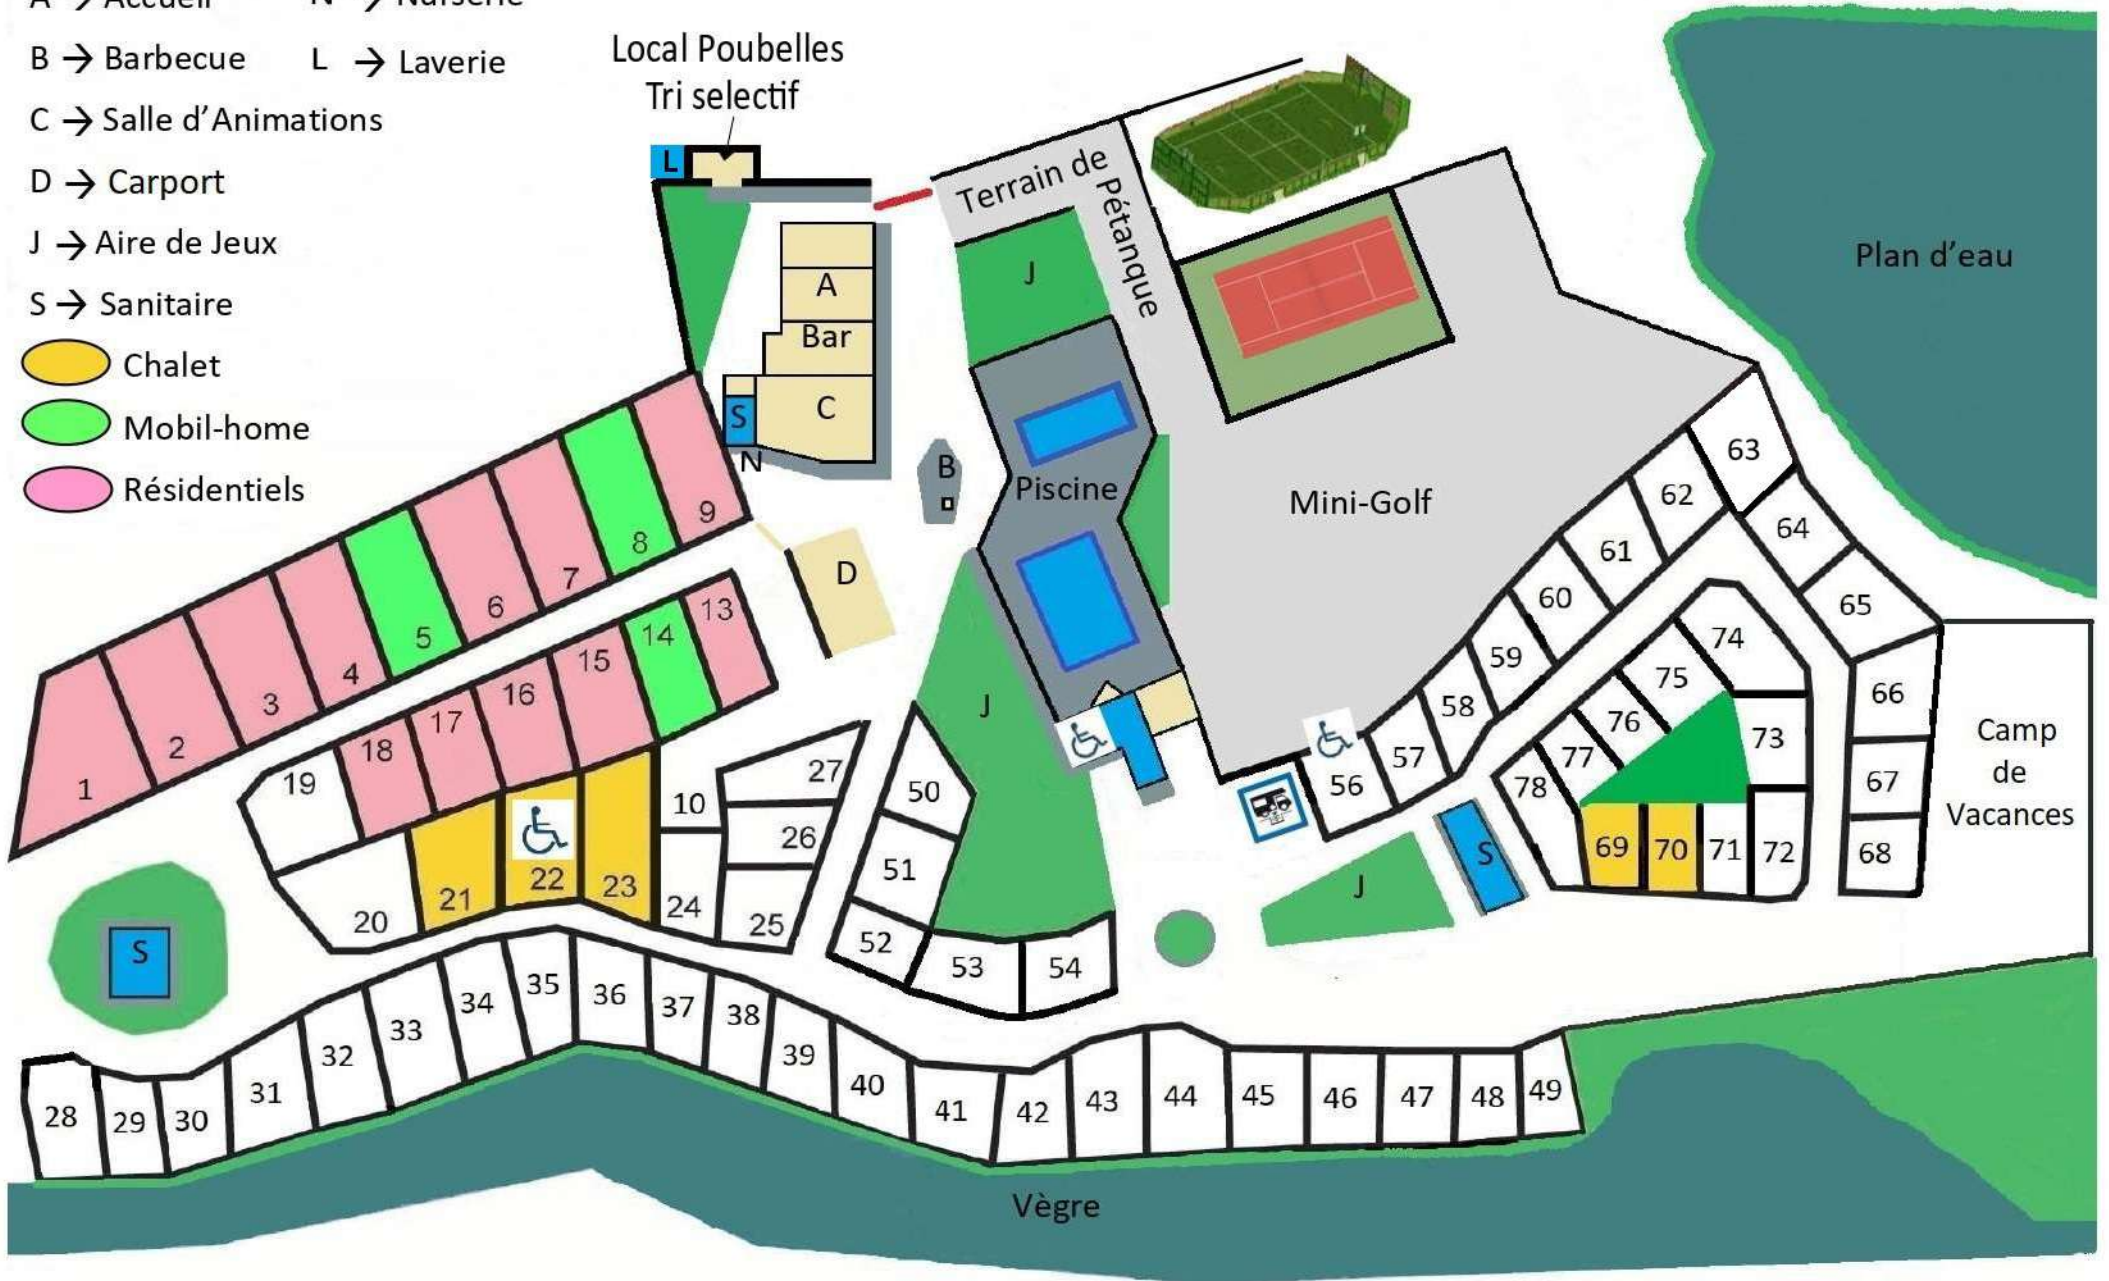 A → Accueil N → Nurserie
B → Barbecue L → Laverie
C → Salle d'Animations
D → Carport
J → Aire de Jeux
S → Sanitaire
Chalet
Mobil-home
Résidentiels
Local Poubelles
Tri selectif
L
Terrain de
Pétanque
J
A
Bar
C
S
N
B
D
Piscine
Mini-Golf
Plan d'eau
J
J
S
S
Camp
de
Vacances
Vègre
1
2
3
4
5
6
7
8
9
13
14
15
16
17
18
19
20
21
22
23
10
24
25
26
27
28
29
30
31
32
33
34
35
36
37
38
39
40
41
42
43
44
45
46
47
48
49
50
51
52
53
54
56
57
58
59
60
61
62
63
64
65
66
67
68
69
70
71
72
73
74
75
76
77
78